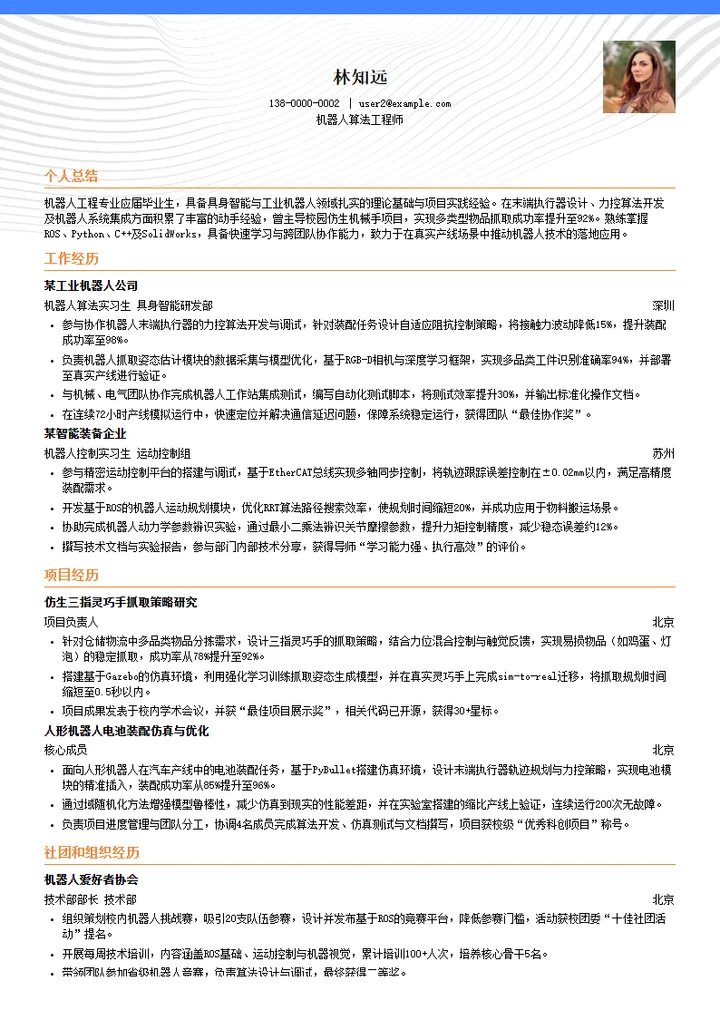 林知远
138-0000-0002 | user2@example.com
机器人算法工程师
个人总结
机器人工程专业应届毕业生，具备具身智能与工业机器人领域扎实的理论基础与项目实践经验。在末端执行器设计、力控算法开发
及机器人系统集成方面积累了丰富的动手经验，曾主导校园仿生机械手项目，实现多类型物品抓取成功率提升至92%。熟练掌握
ROS、Python、C++及SolidWorks，具备快速学习与跨团队协作能力，致力于在真实产线场景中推动机器人技术的落地应用。
工作经历
某工业机器人公司
机器人算法实习生 具身智能研发部 深圳
• 参与协作机器人末端执行器的力控算法开发与调试，针对装配任务设计自适应阻抗控制策略，将接触力波动降低15%，提升装配
成功率至98%。
• 负责机器人抓取姿态估计模块的数据采集与模型优化，基于RGB-D相机与深度学习框架，实现多品类工件识别准确率94%，并部署
至真实产线进行验证。
• 与机械、电气团队协作完成机器人工作站集成测试，编写自动化测试脚本，将测试效率提升30%，并输出标准化操作文档。
• 在连续72小时产线模拟运行中，快速定位并解决通信延迟问题，保障系统稳定运行，获得团队“最佳协作奖”。
某智能装备企业
机器人控制实习生 运动控制组 苏州
• 参与精密运动控制平台的搭建与调试，基于EtherCAT总线实现多轴同步控制，将轨迹跟踪误差控制在±0.02mm以内，满足高精度
装配需求。
• 开发基于ROS的机器人运动规划模块，优化RRT算法路径搜索效率，使规划时间缩短20%，并成功应用于物料搬运场景。
• 协助完成机器人动力学参数辨识实验，通过最小二乘法辨识关节摩擦参数，提升力矩控制精度，减少稳态误差约12%。
• 撰写技术文档与实验报告，参与部门内部技术分享，获得导师“学习能力强、执行高效”的评价。
项目经历
仿生三指灵巧手抓取策略研究
项目负责人 北京
• 针对仓储物流中多品类物品分拣需求，设计三指灵巧手的抓取策略，结合力位混合控制与触觉反馈，实现易损物品（如鸡蛋、灯
泡）的稳定抓取，成功率从78%提升至92%。
• 搭建基于Gazebo的仿真环境，利用强化学习训练抓取姿态生成模型，并在真实灵巧手上完成sim-to-real迁移，将抓取规划时间
缩短至0.5秒以内。
• 项目成果发表于校内学术会议，并获“最佳项目展示奖”，相关代码已开源，获得30+星标。
人形机器人电池装配仿真与优化
核心成员 北京
• 面向人形机器人在汽车产线中的电池装配任务，基于PyBullet搭建仿真环境，设计末端执行器轨迹规划与力控策略，实现电池模
块的精准插入，装配成功率从85%提升至96%。
• 通过域随机化方法增强模型鲁棒性，减少仿真到现实的性能差距，并在实验室搭建的缩比产线上验证，连续运行200次无故障。
• 负责项目进度管理与团队分工，协调4名成员完成算法开发、仿真测试与文档撰写，项目获校级“优秀科创项目”称号。
社团和组织经历
机器人爱好者协会
技术部部长 技术部 北京
• 组织策划校内机器人挑战赛，吸引20支队伍参赛，设计并发布基于ROS的竞赛平台，降低参赛门槛，活动获校团委“十佳社团活
动”提名。
• 开展每周技术培训，内容涵盖ROS基础、运动控制与机器视觉，累计培训100+人次，培养核心骨干5名。
• 带领团队参加省级机器人竞赛，负责算法设计与调试，最终获得二等奖。